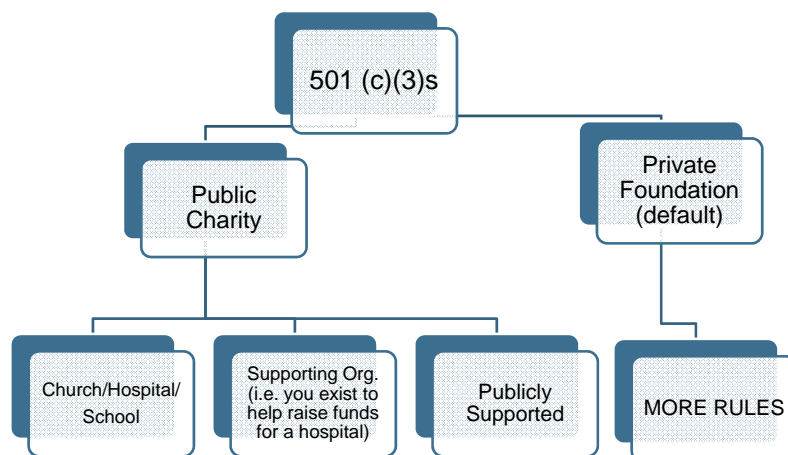 501 (c)(3)s
Public
Charity
Private
Foundation
(default)
Church/Hospital/
School
Supporting Org.
(i.e. you exist to
help raise funds
for a hospital)
Publicly
Supported
MORE RULES